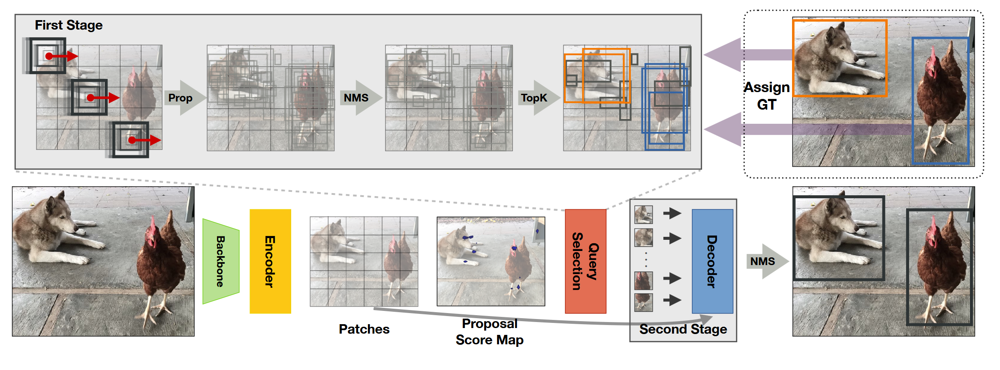 First Stage
Prop
NMS
TopK
Assign
GT
Backbone
Encoder
Patches
Proposal
Score Map
Query
Selection
Decoder
Second Stage
NMS